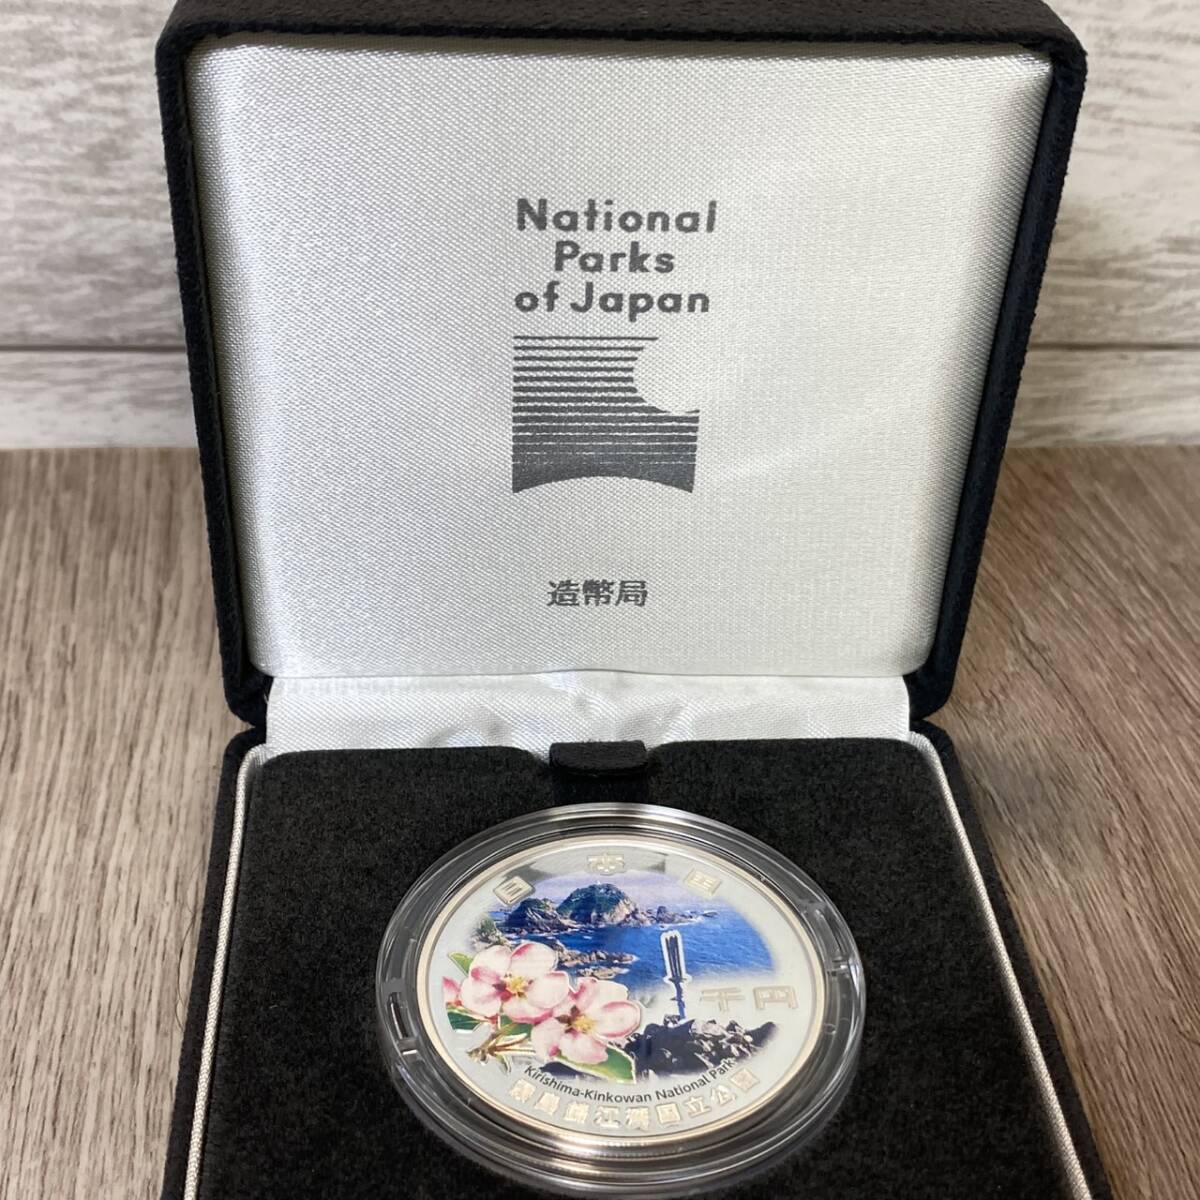 National
Parks
of Japan
造幣局
日本国
千円
Kirishima-Kinkowan National Park
霧島錦江湾国立公園